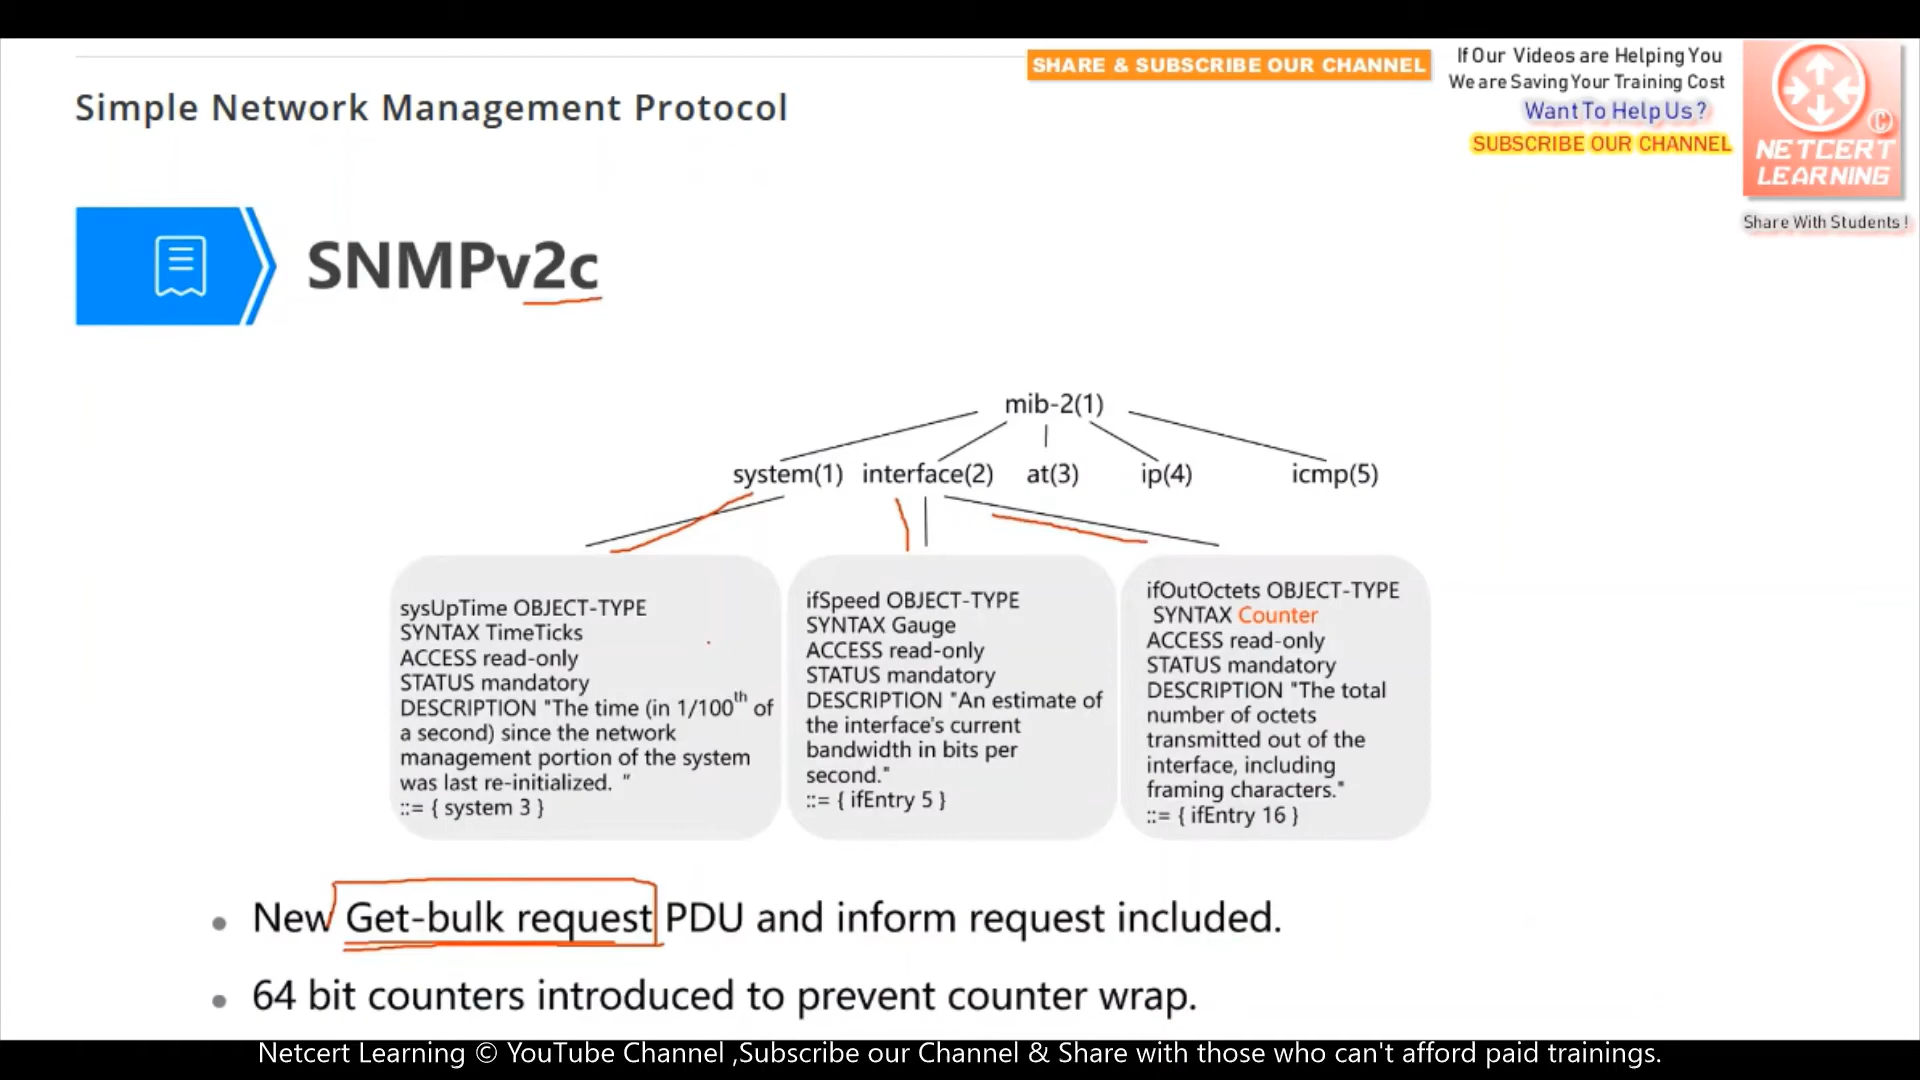 SHARE & SUBSCRIBE OUR CHANNEL
If Our Videos are Helping You
We are Saving Your Training Cost
Want To Help Us ?
SUBSCRIBE OUR CHANNEL
©
NETCERT
LEARNING
Share With Students !
Simple Network Management Protocol
SNMPv2c
mib-2(1)
system(1) interface(2) at(3) ip(4) icmp(5)
sysUpTime OBJECT-TYPE
SYNTAX TimeTicks
ACCESS read-only
STATUS mandatory
DESCRIPTION "The time (in 1/100th of
a second) since the network
management portion of the system
was last re-initialized. "
::= { system 3 }
ifSpeed OBJECT-TYPE
SYNTAX Gauge
ACCESS read-only
STATUS mandatory
DESCRIPTION "An estimate of
the interface's current
bandwidth in bits per
second."
::= { ifEntry 5 }
ifOutOctets OBJECT-TYPE
SYNTAX Counter
ACCESS read-only
STATUS mandatory
DESCRIPTION "The total
number of octets
transmitted out of the
interface, including
framing characters."
::= { ifEntry 16 }
• New Get-bulk request PDU and inform request included.
• 64 bit counters introduced to prevent counter wrap.
Netcert Learning © YouTube Channel ,Subscribe our Channel & Share with those who can't afford paid trainings.